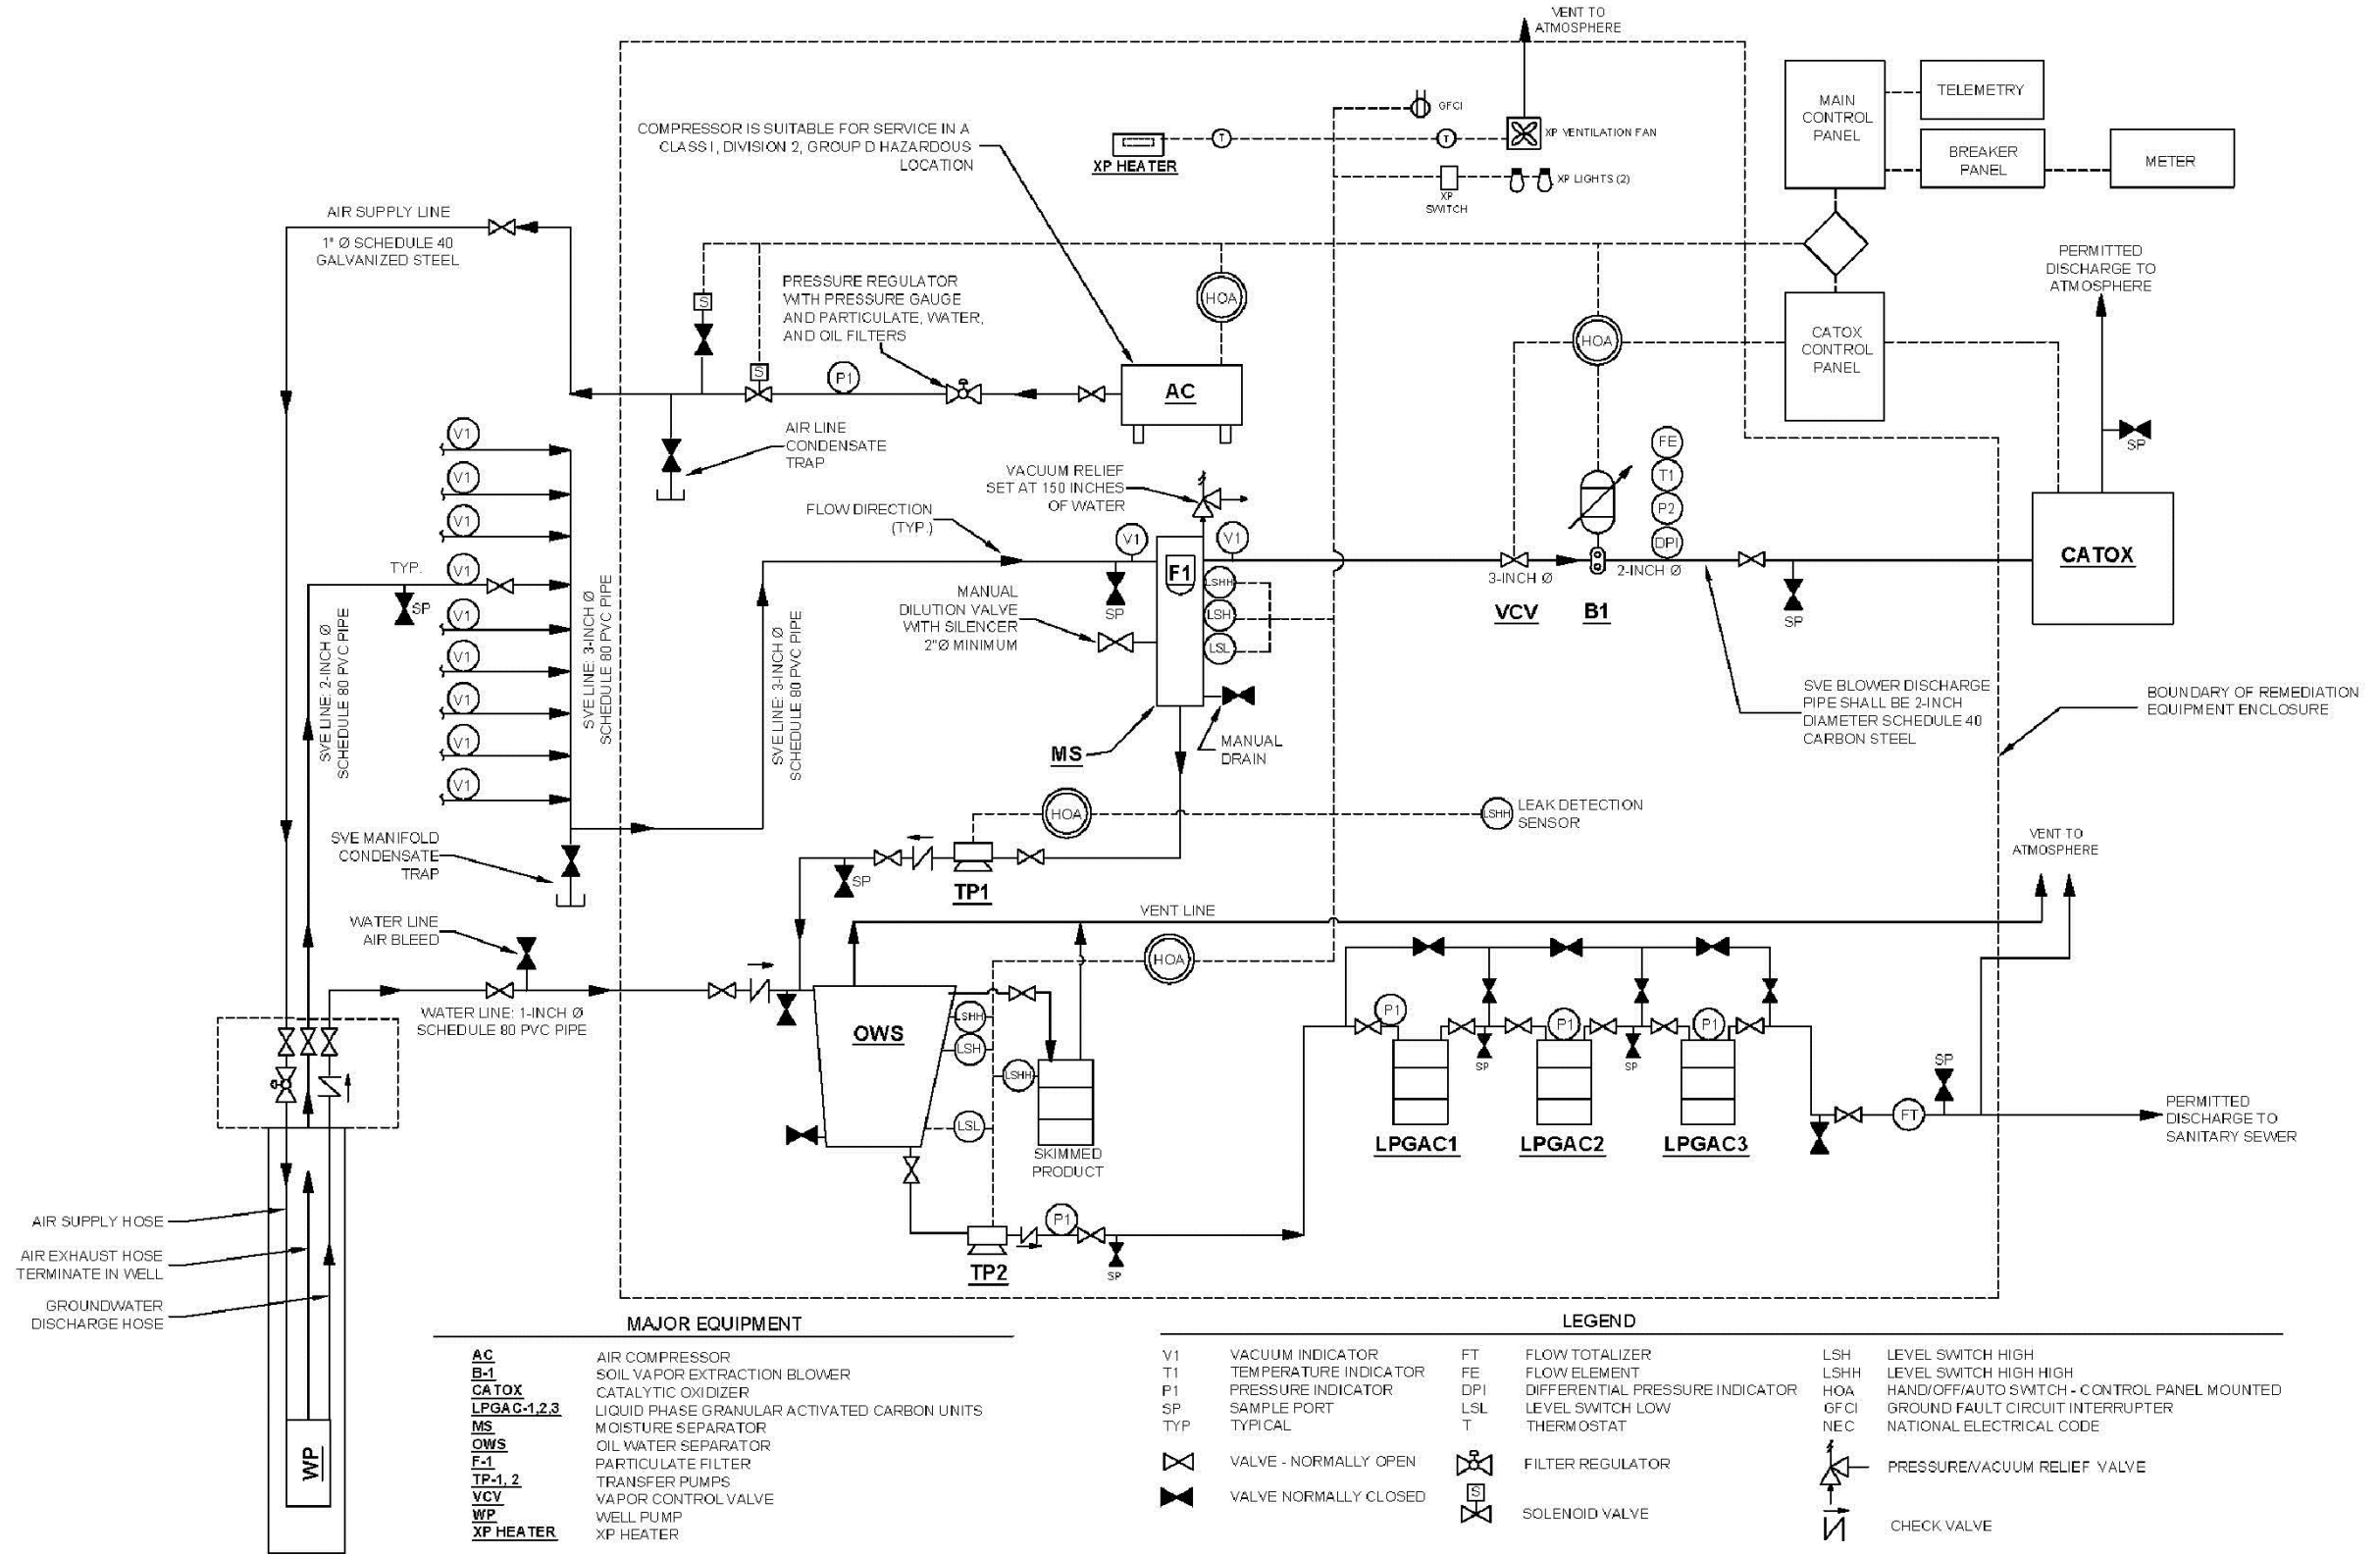 VENT TO
ATMOSPHERE
GFCI
XP VENTILATION FAN
T
T
XP HEATER
XP LIGHTS (2)
XP
SWITCH
MAIN
CONTROL
PANEL
TELEMETRY
BREAKER
PANEL
METER
COMPRESSOR IS SUITABLE FOR SERVICE IN A
CLASS I, DIVISION 2, GROUP D HAZARDOUS
LOCATION
AIR SUPPLY LINE
1" Ø SCHEDULE 40
GALVANIZED STEEL
PRESSURE REGULATOR
WITH PRESSURE GAUGE
AND PARTICULATE, WATER,
AND OIL FILTERS
S
S
P1
HOA
AC
HOA
CATOX
CONTROL
PANEL
PERMITTED
DISCHARGE TO
ATMOSPHERE
SP
AIR LINE
CONDENSATE
TRAP
VACUUM RELIEF
SET AT 150 INCHES
OF WATER
FLOW DIRECTION
(TYP.)
V1
V1
V1
TYP.
V1
SP
V1
V1
V1
V1
V1
SVE LINE: 2-INCH Ø
SCHEDULE 80 PVC PIPE
SVE LINE: 3-INCH Ø
SCHEDULE 80 PVC PIPE
SVE LINE: 3-INCH Ø
SCHEDULE 80 PVC PIPE
V1
SP
F1
V1
LSHH
LSH
LSL
MANUAL
DILUTION VALVE
WITH SILENCER
2"Ø MINIMUM
MS
MANUAL
DRAIN
FE
T1
P2
DPI
3-INCH Ø
VCV
B1
2-INCH Ø
SP
CATOX
SVE BLOWER DISCHARGE
PIPE SHALL BE 2-INCH
DIAMETER SCHEDULE 40
CARBON STEEL
BOUNDARY OF REMEDIATION
EQUIPMENT ENCLOSURE
SVE MANIFOLD
CONDENSATE
TRAP
HOA
LSHH
LEAK DETECTION
SENSOR
SP
TP1
VENT TO
ATMOSPHERE
WATER LINE
AIR BLEED
WATER LINE: 1-INCH Ø
SCHEDULE 80 PVC PIPE
VENT LINE
HOA
OWS
LSHH
LSH
LSHH
LSL
SKIMMED
PRODUCT
TP2
P1
SP
P1
SP
P1
SP
P1
LPGAC1
LPGAC2
LPGAC3
FT
SP
PERMITTED
DISCHARGE TO
SANITARY SEWER
AIR SUPPLY HOSE
AIR EXHAUST HOSE
TERMINATE IN WELL
GROUNDWATER
DISCHARGE HOSE
WP
MAJOR EQUIPMENT
AC AIR COMPRESSOR
B-1 SOIL VAPOR EXTRACTION BLOWER
CATOX CATALYTIC OXIDIZER
LPGAC-1,2,3 LIQUID PHASE GRANULAR ACTIVATED CARBON UNITS
MS MOISTURE SEPARATOR
OWS OIL WATER SEPARATOR
F-1 PARTICULATE FILTER
TP-1, 2 TRANSFER PUMPS
VCV VAPOR CONTROL VALVE
WP WELL PUMP
XP HEATER XP HEATER
LEGEND
V1 VACUUM INDICATOR FT FLOW TOTALIZER LSH LEVEL SWITCH HIGH
T1 TEMPERATURE INDICATOR FE FLOW ELEMENT LSHH LEVEL SWITCH HIGH HIGH
P1 PRESSURE INDICATOR DPI DIFFERENTIAL PRESSURE INDICATOR HOA HAND/OFF/AUTO SWITCH - CONTROL PANEL MOUNTED
SP SAMPLE PORT LSL LEVEL SWITCH LOW GFCI GROUND FAULT CIRCUIT INTERRUPTER
TYP TYPICAL T THERMOSTAT NEC NATIONAL ELECTRICAL CODE
VALVE - NORMALLY OPEN FILTER REGULATOR PRESSURE/VACUUM RELIEF VALVE
VALVE NORMALLY CLOSED S SOLENOID VALVE CHECK VALVE